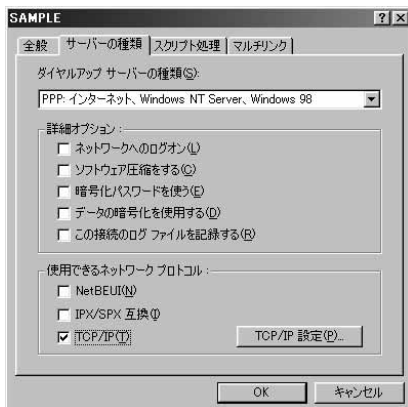 SAMPLE
全般 サーバーの種類 スクリプト処理 マルチリンク
ダイヤルアップ サーバーの種類(S):
PPP: インターネット、Windows NT Server、Windows 98
詳細オプション :
ネットワークへのログオン(L)
ソフトウェア圧縮をする(C)
暗号化パスワードを使う(E)
データの暗号化を使用する(D)
この接続のログ ファイルを記録する(R)
使用できるネットワーク プロトコル :
NetBEUI(N)
IPX/SPX 互換(I)
TCP/IP(T)
TCP/IP 設定(P)...
OK キャンセル